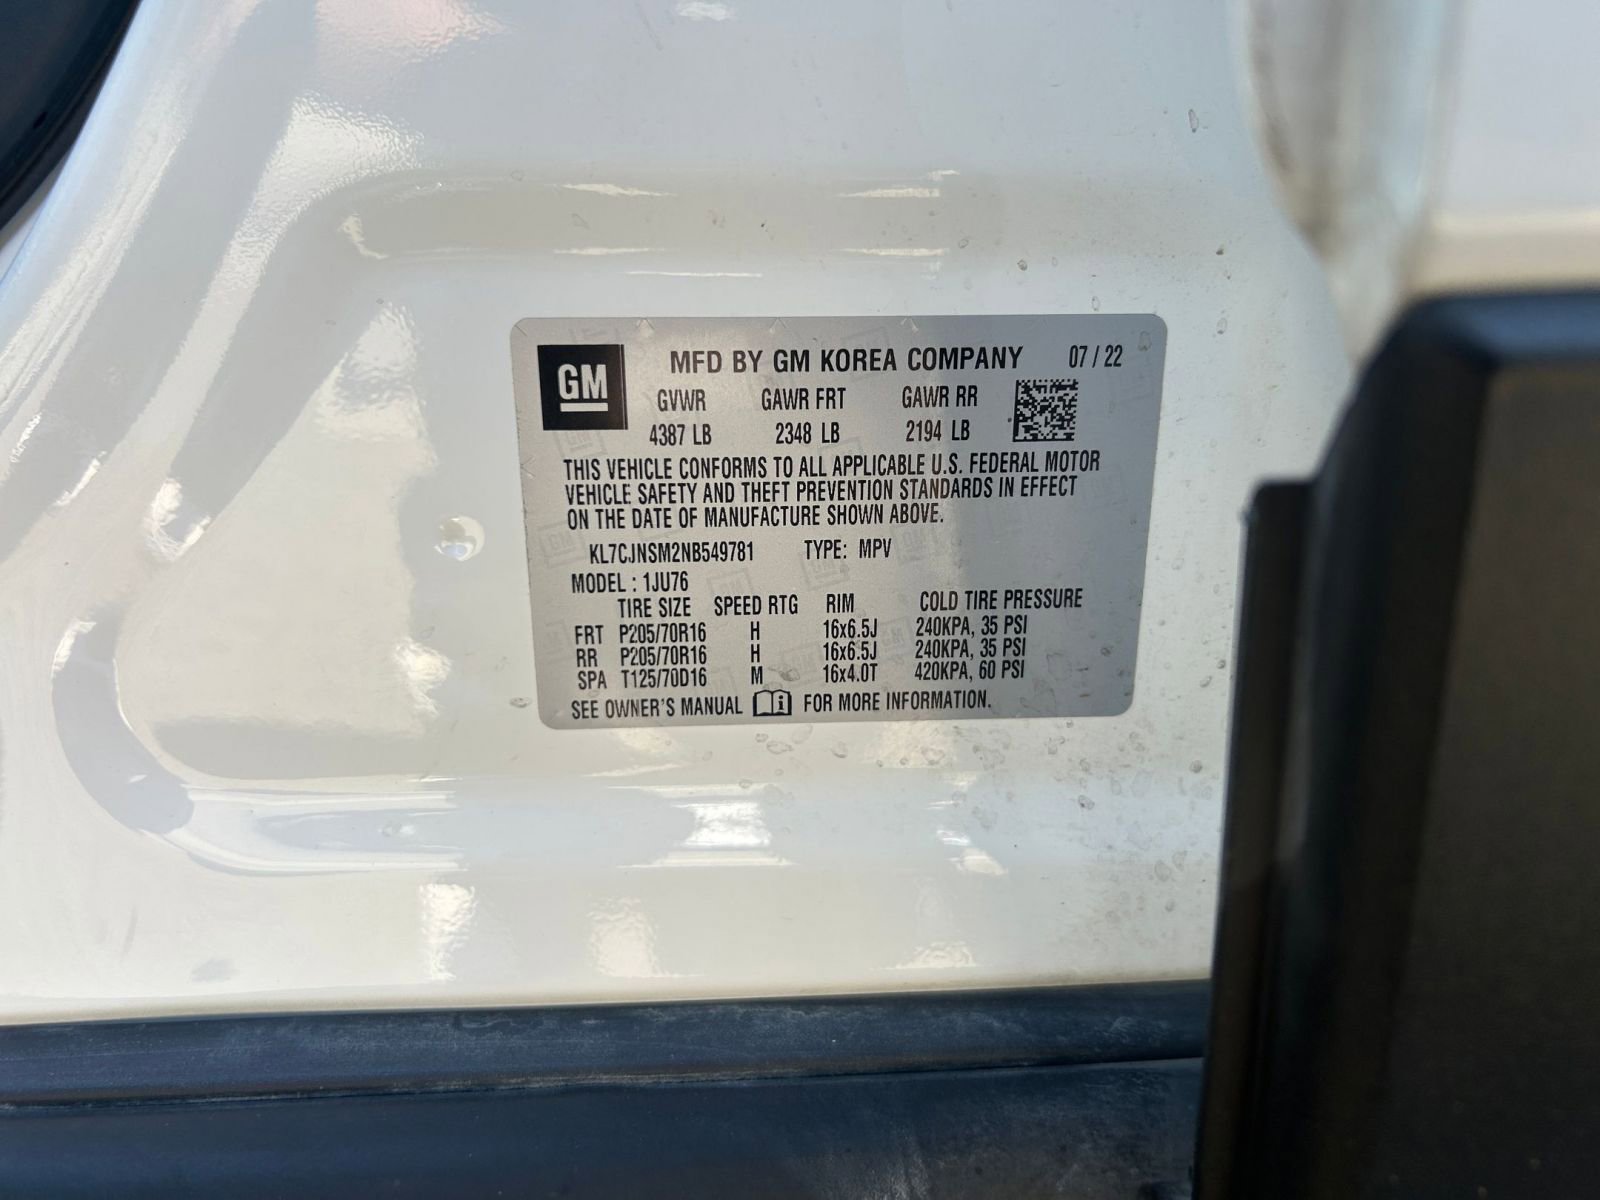 GM
MFD BY GM KOREA COMPANY 07 / 22
GVWR GAWR FRT GAWR RR
4387 LB 2348 LB 2194 LB
THIS VEHICLE CONFORMS TO ALL APPLICABLE U.S. FEDERAL MOTOR
VEHICLE SAFETY AND THEFT PREVENTION STANDARDS IN EFFECT
ON THE DATE OF MANUFACTURE SHOWN ABOVE.
KL7CJNSM2NB549781 TYPE: MPV
MODEL : 1JU76
TIRE SIZE SPEED RTG RIM COLD TIRE PRESSURE
FRT P205/70R16 H 16x6.5J 240KPA, 35 PSI
RR P205/70R16 H 16x6.5J 240KPA, 35 PSI
SPA T125/70D16 M 16x4.0T 420KPA, 60 PSI
SEE OWNER'S MANUAL i FOR MORE INFORMATION.